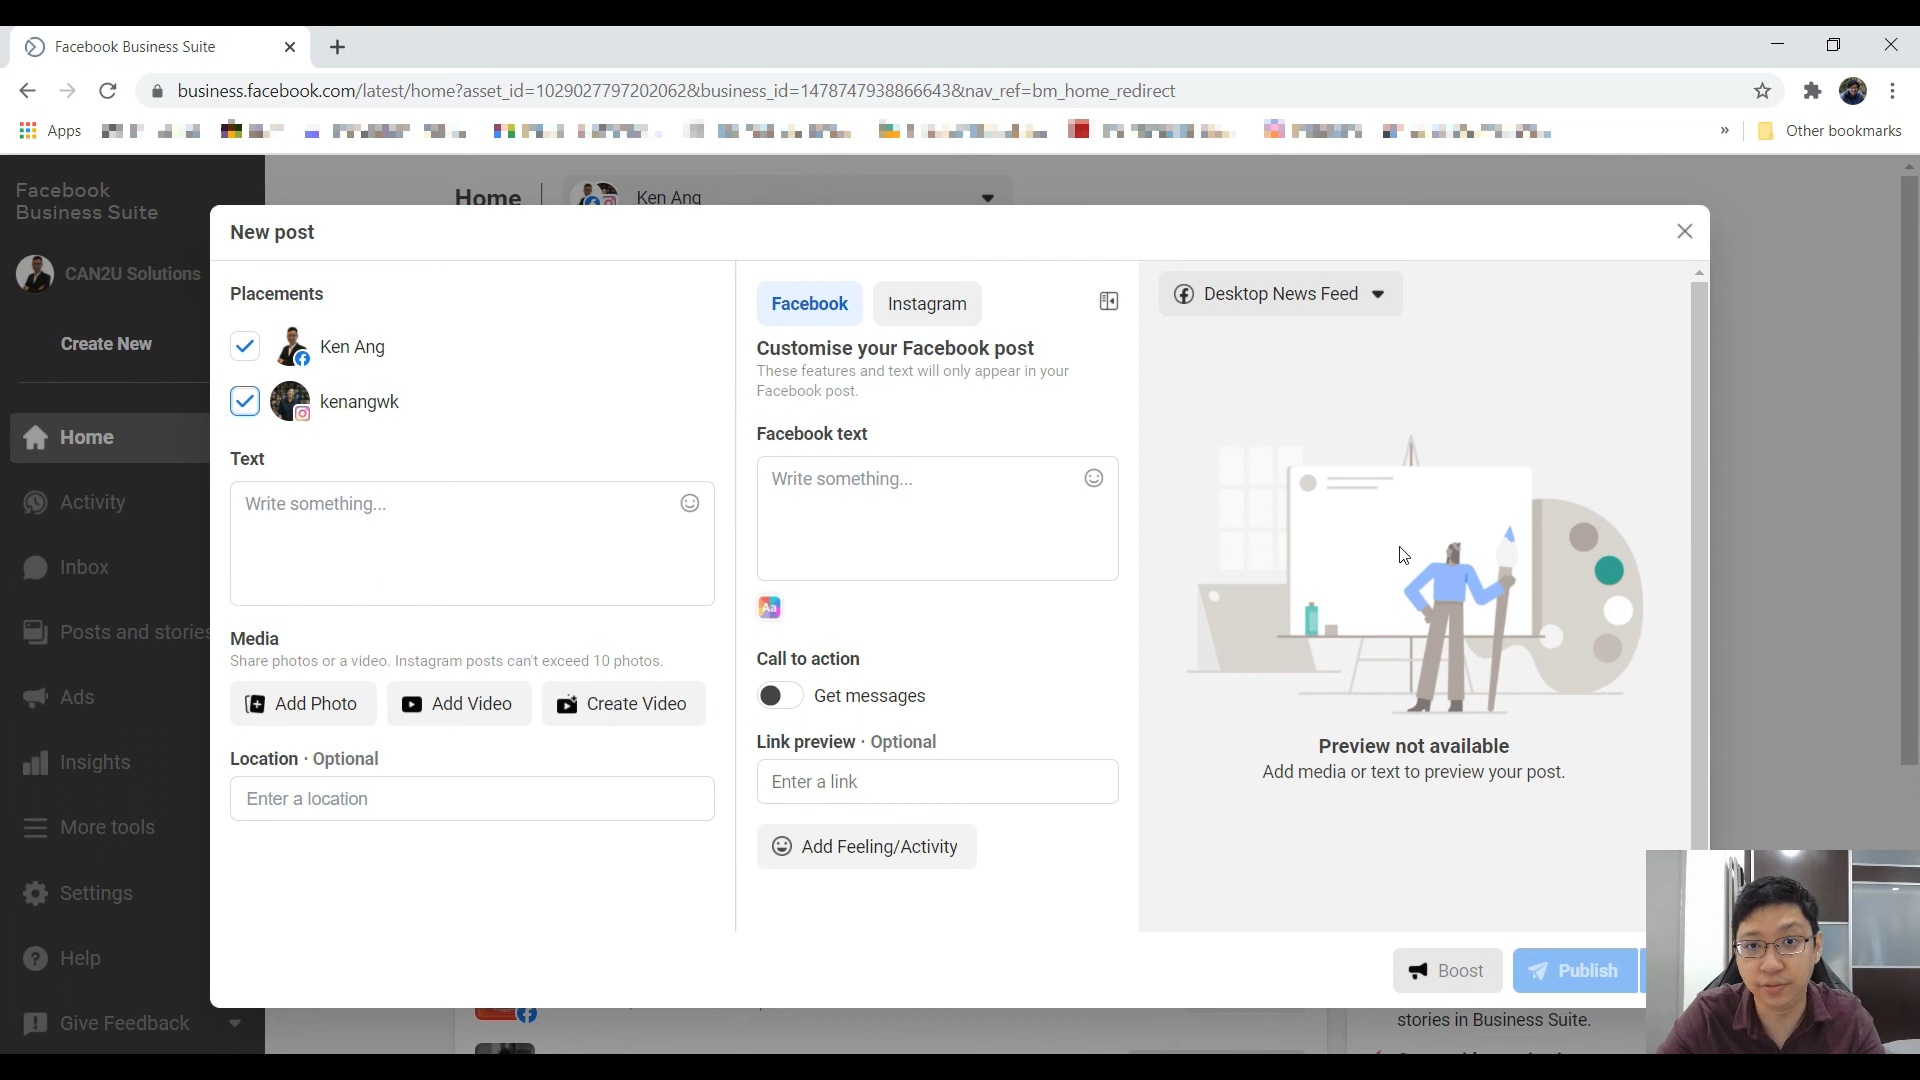 Facebook Business Suite
business.facebook.com/latest/home?asset_id=1029027797202062&business_id=1478747938866643&nav_ref=bm_home_redirect
Apps
»
Other bookmarks
Facebook
Business Suite
CAN2U Solutions
Create New
Home
Activity
Inbox
Posts and stories
Ads
Insights
More tools
Settings
Help
Give Feedback
Home
Ken Ang
New post
Placements
Ken Ang
kenangwk
Text
Write something...
Media
Share photos or a video. Instagram posts can't exceed 10 photos.
Add Photo
Add Video
Create Video
Location · Optional
Enter a location
Facebook
Instagram
Customise your Facebook post
These features and text will only appear in your
Facebook post.
Facebook text
Write something...
Aa
Call to action
Get messages
Link preview · Optional
Enter a link
Add Feeling/Activity
Desktop News Feed
Preview not available
Add media or text to preview your post.
Boost
Publish
stories in Business Suite.